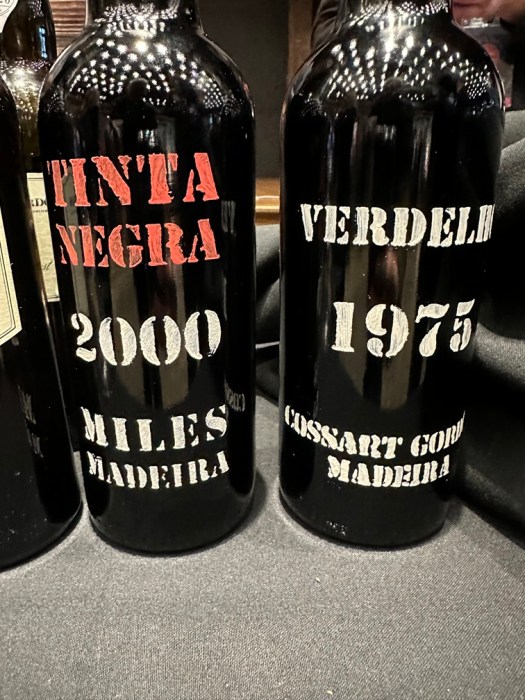 TINTA
NEGRA
2000
MILES
MADEIRA
VERDELH
1975
COSSART GORD
MADEIRA